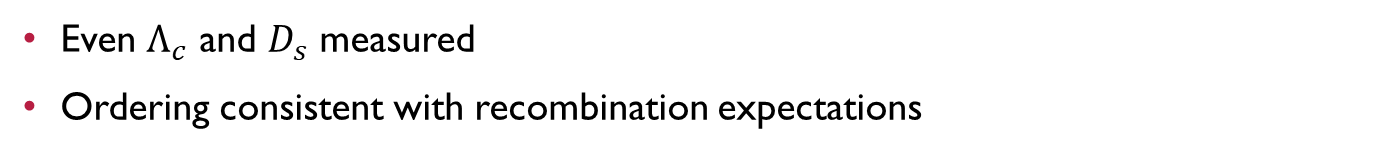 • Even Λc and Ds measured
• Ordering consistent with recombination expectations